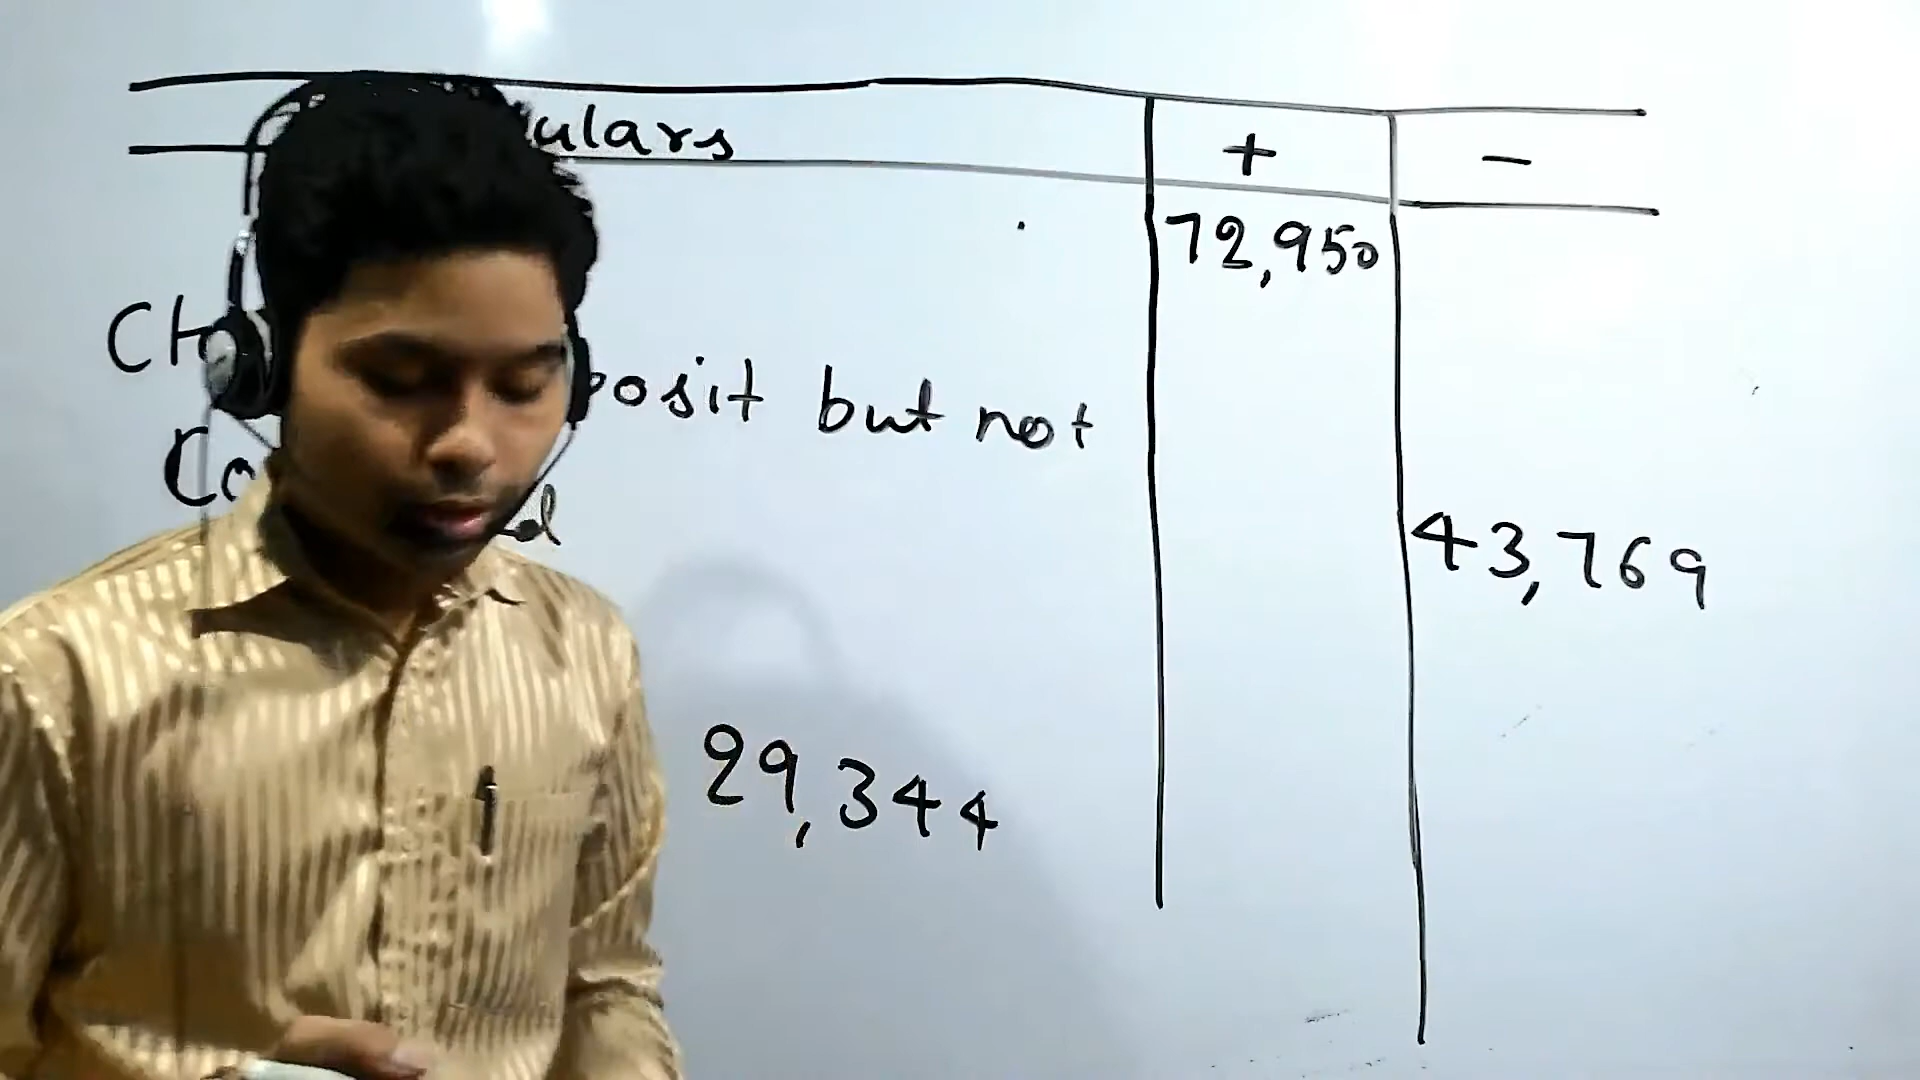 ulars + -
72,950
CH posit but not
Co d
43,769
29,344